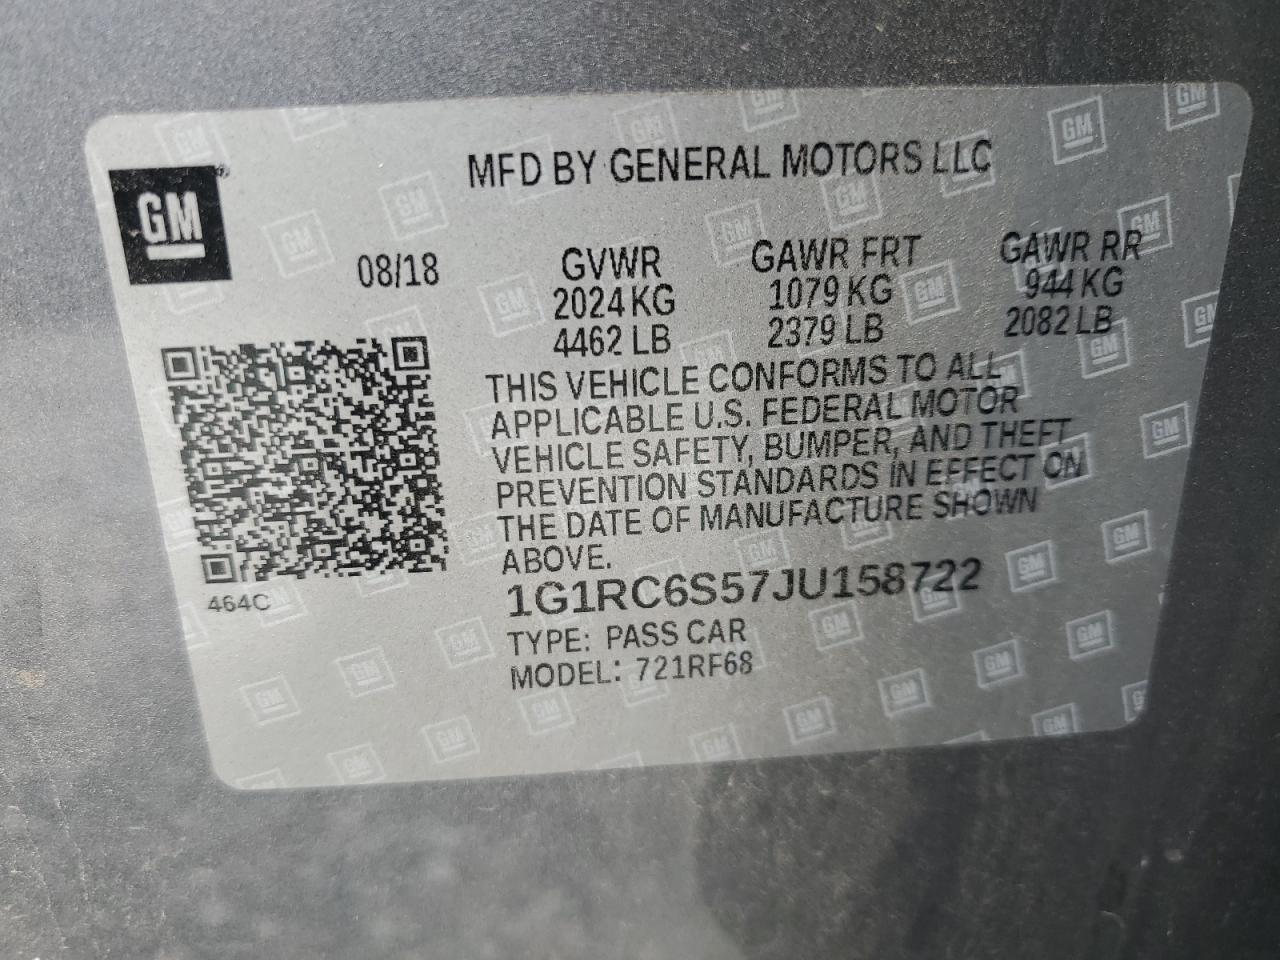 MFD BY GENERAL MOTORS LLC
GM
08/18
GVWR
2024 KG
4462 LB
GAWR FRT
1079 KG
2379 LB
GAWR RR
944 KG
2082 LB
THIS VEHICLE CONFORMS TO ALL
APPLICABLE U.S. FEDERAL MOTOR
VEHICLE SAFETY, BUMPER, AND THEFT
PREVENTION STANDARDS IN EFFECT ON
THE DATE OF MANUFACTURE SHOWN
ABOVE.
464C
1G1RC6S57JU158722
TYPE: PASS CAR
MODEL: 721RF68